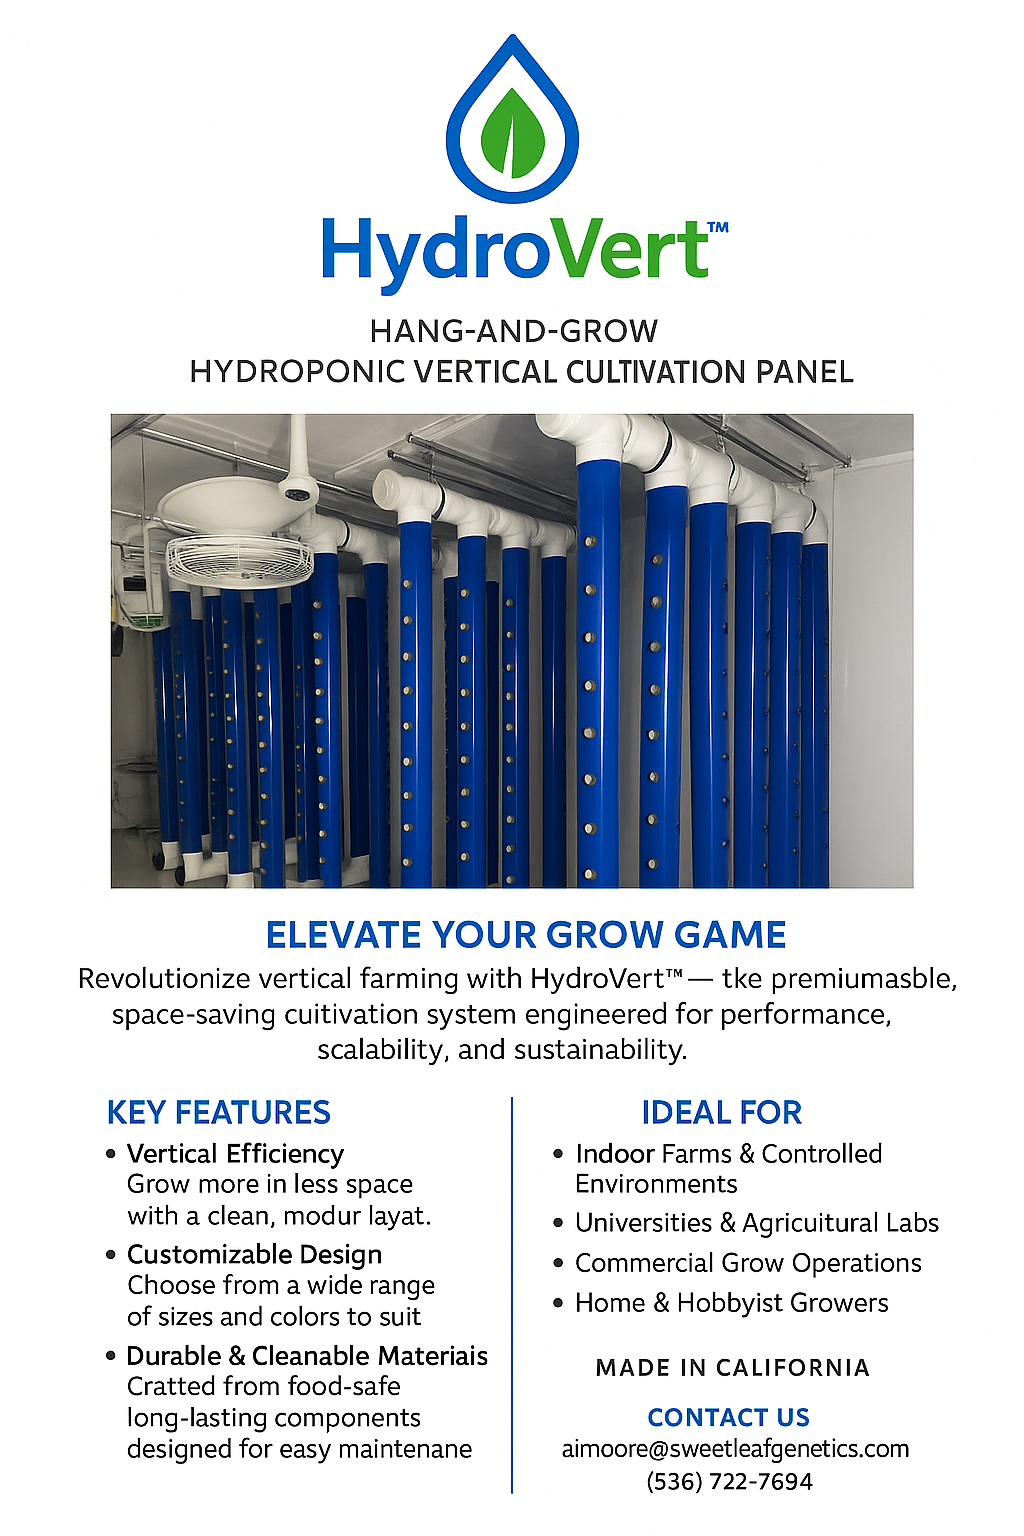 HydroVert™
HANG-AND-GROW
HYDROPONIC VERTICAL CULTIVATION PANEL
ELEVATE YOUR GROW GAME
Revolutionize vertical farming with HydroVert™ — tke premiumasble,
space-saving cuitivation system engineered for performance,
scalability, and sustainability.
KEY FEATURES
• Vertical Efficiency
Grow more in less space
with a clean, modur layat.
• Customizable Design
Choose from a wide range
of sizes and colors to suit
• Durable & Cleanable Materiais
Cratted from food-safe
long-lasting components
designed for easy maintenane
IDEAL FOR
• Indoor Farms & Controlled
Environments
• Universities & Agricuitural Labs
• Commercial Grow Operations
• Home & Hobbyist Growers
MADE IN CALIFORNIA
CONTACT US
aimoore@sweetleafgenetics.com
(536) 722-7694